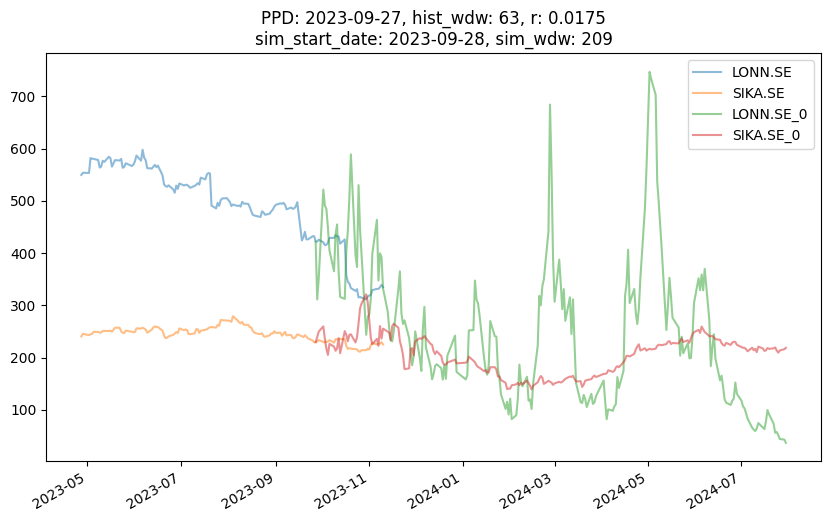 PPD: 2023-09-27, hist_wdw: 63, r: 0.0175
sim_start_date: 2023-09-28, sim_wdw: 209
LONN.SE
SIKA.SE
LONN.SE_0
SIKA.SE_0
700
600
500
400
300
200
100
2023-05
2023-07
2023-09
2023-11
2024-01
2024-03
2024-05
2024-07